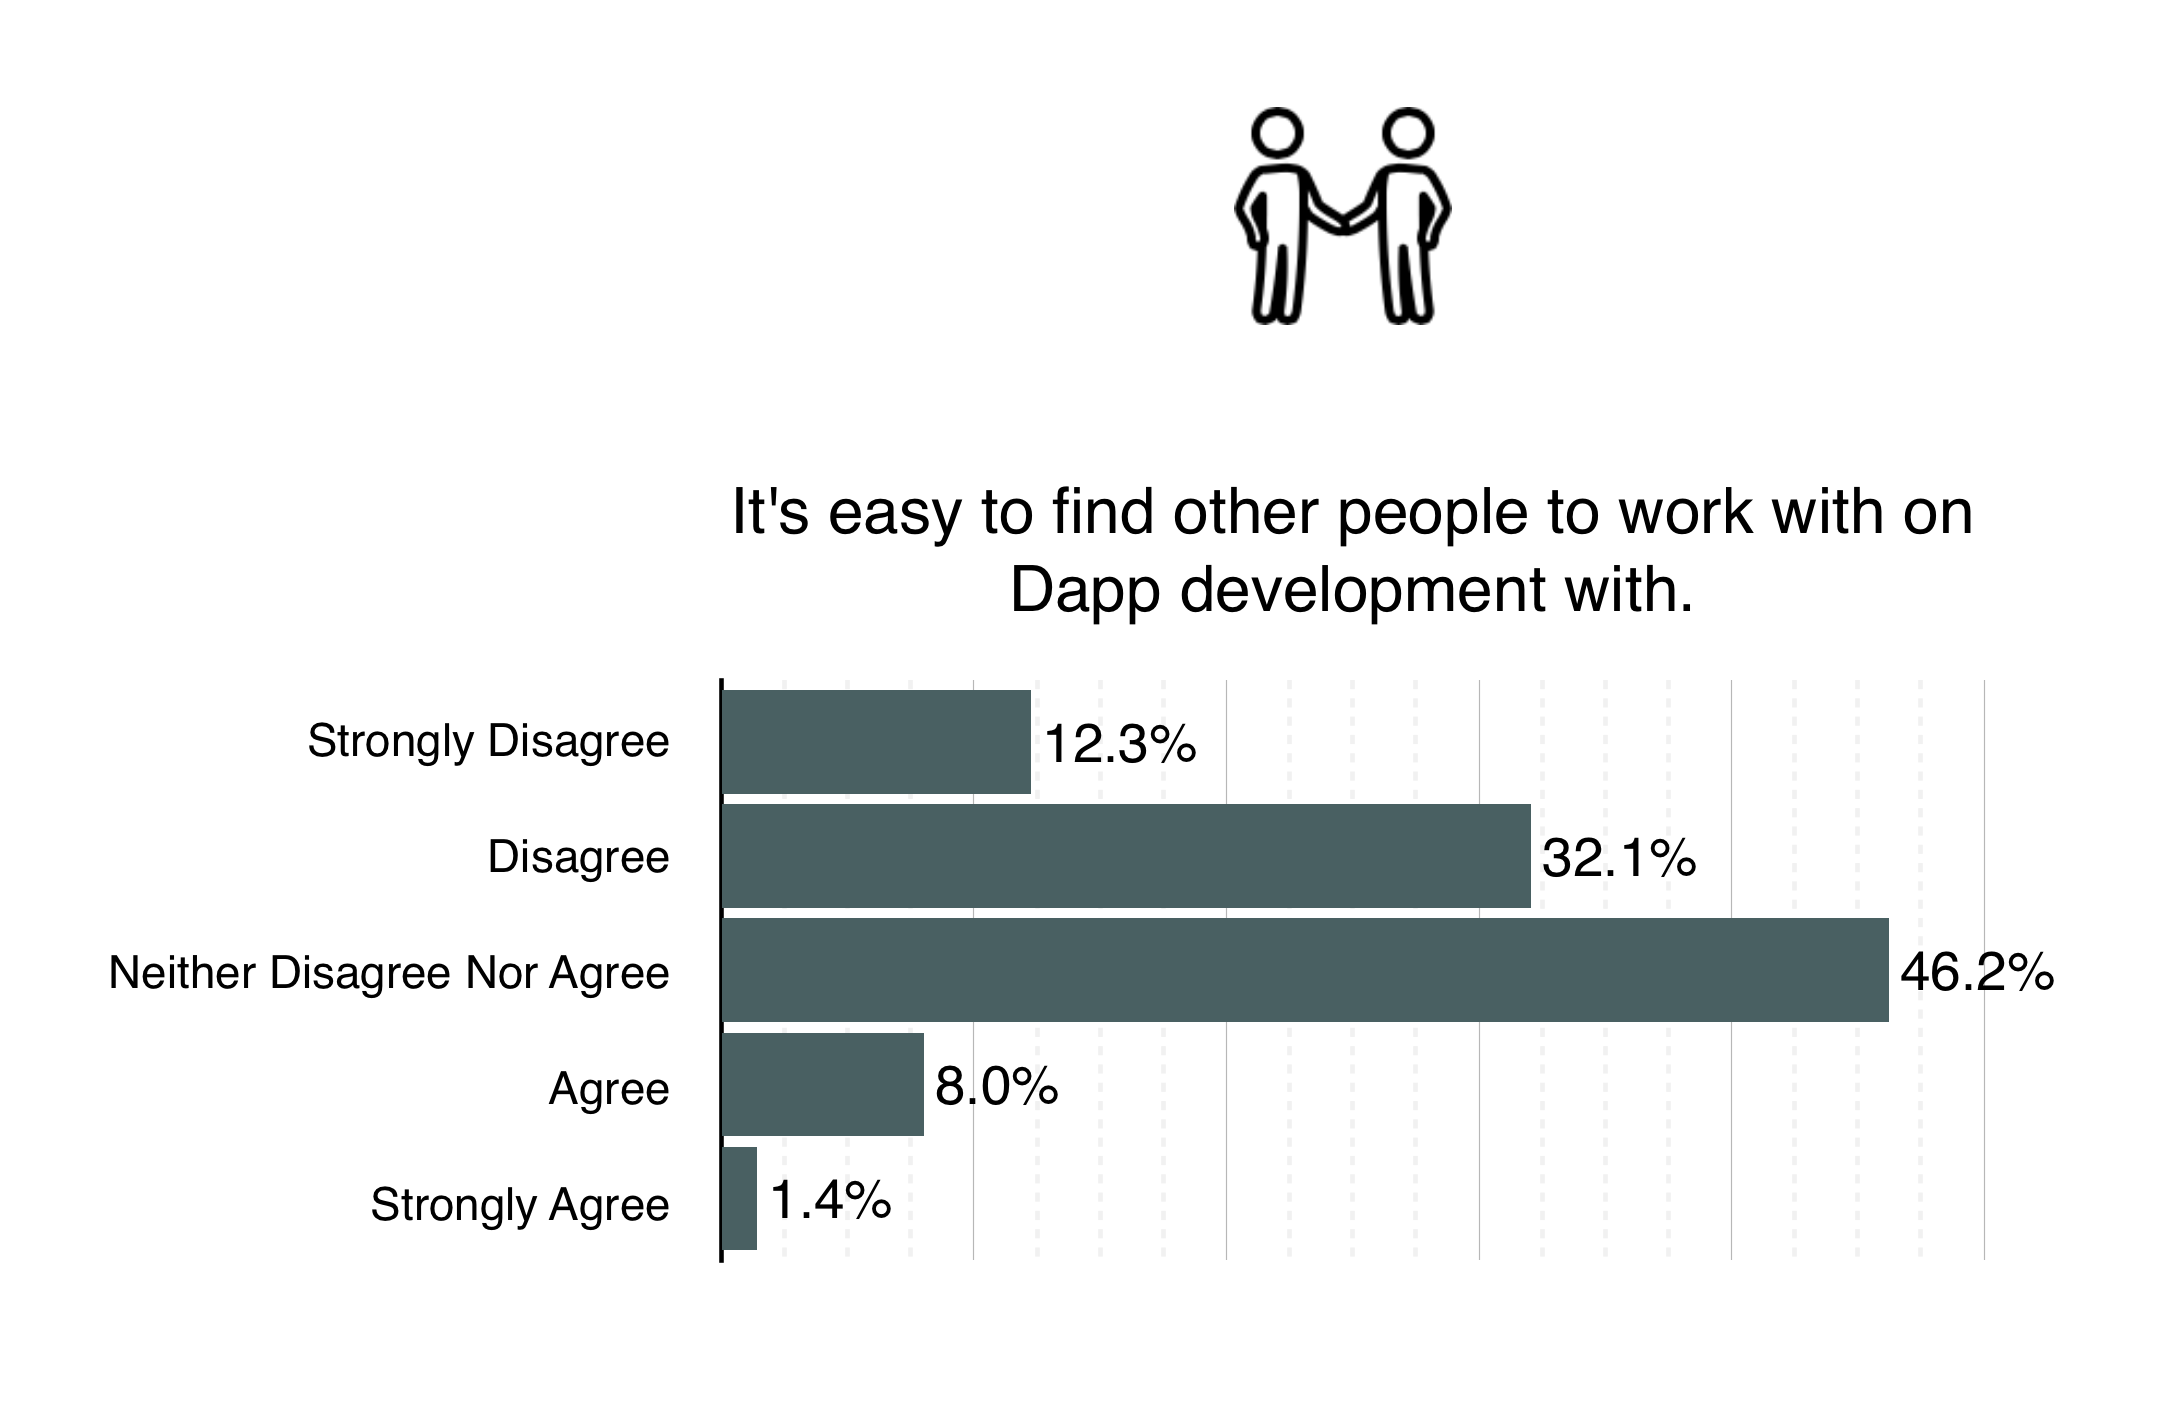 It's easy to find other people to work with on
Dapp development with.
Strongly Disagree
12.3%
Disagree
32.1%
Neither Disagree Nor Agree
46.2%
Agree
8.0%
Strongly Agree
1.4%